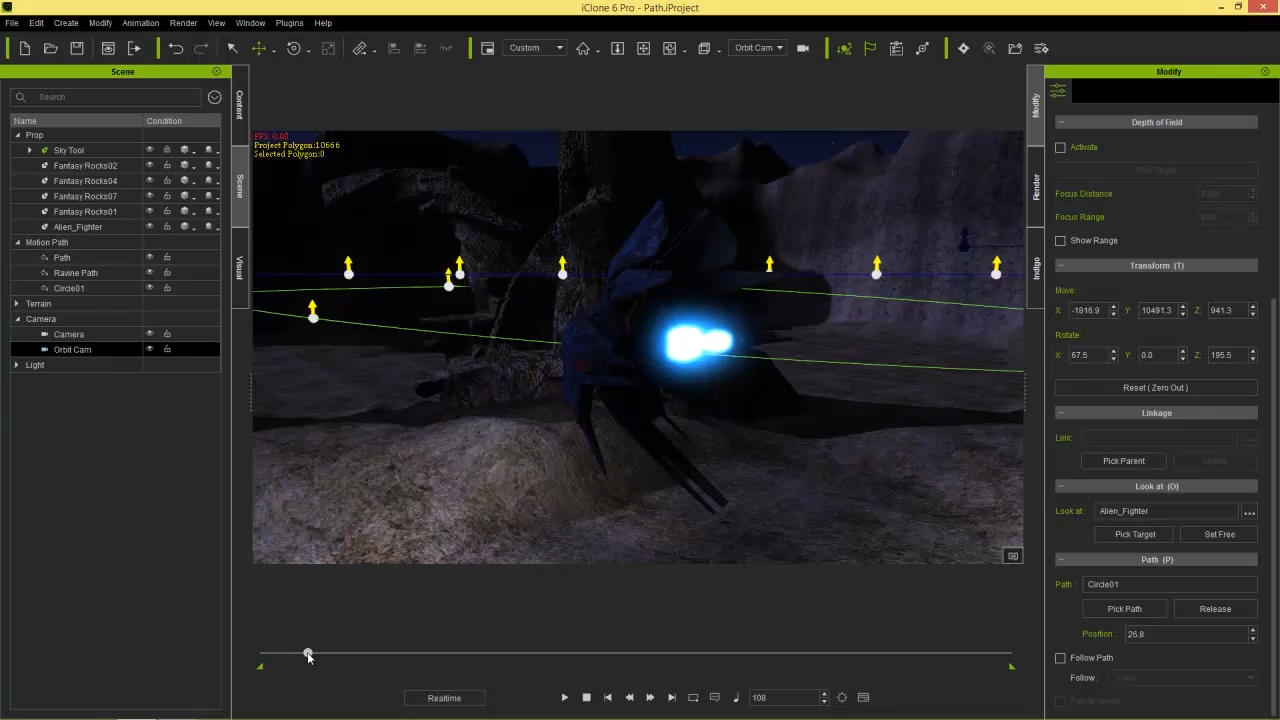 iClone 6 Pro - Path.iProject
File Edit Create Modify Animation Render View Window Plugins Help
Custom
Orbit Cam
Scene
Modify
Search
Name Condition
Prop
Sky Tool
Fantasy Rocks02
Fantasy Rocks04
Fantasy Rocks07
Fantasy Rocks01
Alien_Fighter
Motion Path
Path
Ravine Path
Circle01
Terrain
Camera
Camera
Orbit Cam
Light
Content
Scene
Visual
FPS: 0.00
Project Polygon:10666
Selected Polygon:0
Modify
Render
Indigo
Depth of Field
Activate
Pick Target
Focus Distance
Focus Range
Show Range
Transform (T)
Move:
X: -1816.9 Y: 10491.3 Z: 941.3
Rotate:
X: 67.5 Y: 0.0 Z: 195.5
Reset ( Zero Out )
Linkage
Link:
Pick Parent
Look at (O)
Look at: Alien_Fighter
Pick Target Set Free
Path (P)
Path : Circle01
Pick Path Release
Position : 26.8
Follow Path
Follow :
Realtime
108